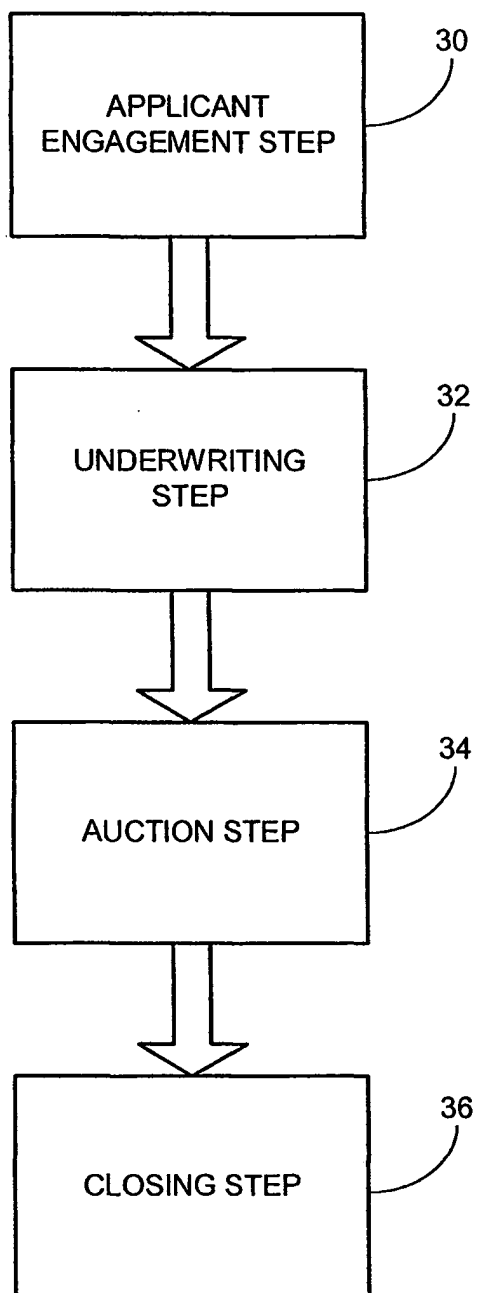 30
APPLICANT
ENGAGEMENT STEP
32
UNDERWRITING
STEP
34
AUCTION STEP
36
CLOSING STEP